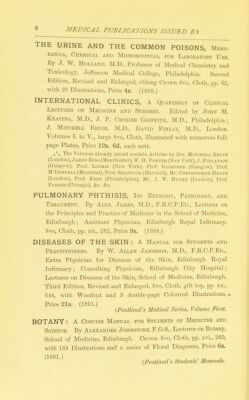 8 MEDICAL PUBLICATIONS ISSUED BY
THE URINE AND THE COMMON POISONS, MEMO-
RANDA, CHEMICAL AND MICROSCOPICAL, FOR LABORATORY USE.
By J. W. HOLLAND, M.D., Professor of Medical Chemistry and
Toxicology, Jefferson Medical College, Philadelphia. Second
Edition, Revised and Enlarged, oblong Crown 8vo, Cloth, pp. 65,
with 18 Illustrations, Price 4s. (1889.)
INTERNATIONAL CLINICS, A QUARTERLY OF CLINICAL
LECTURES ON MEDICINE AND SURGERY. Edited by JOHN M.
KEATING, M.D., J. P. CROZIER GRIFFITH, M.D., Philadelphia;
J. MITCHELL BRUCE, M.D., DAVID FINLAY, M.D., London.
Volumes I. to V., large 8vo, Cloth, illustrated with numerous full-
page Plates, Price 12s. 6d. each nett.
The Volumes already issued contain Articles by Drs. MITCHELL BRUCE
(London), JAMES ROSS (Manchester), W. H. PORTER (New York), J. FINLAYSON
(Glasgow), Prof. LOOMIS (New York), Prof. GAIRDNER (Glasgow), Prof.
(Montreal), Prof. (Harvard), Mr. CHRISTOPHER HEATH
(London), Prof. KEEN (Philadelphia), Mr. J. W. HULKE (London), Prof.
PARKES (Chicago), &c. &c.
PULMONARY PHTHISIS, ITS ETIOLOGY, PATHOLOGY, AND
TREATMENT. By ALEX. JAMES, M.D., F.R.C.P.ED., Lecturer on
the Principles and Practice of Medicine in the School of Medicine,
Edinburgh; Assistant Physician, Edinburgh Royal Infirmary.
8vo, Cloth, pp. xii., 285, Price 9s. (1888.)
DISEASES OF THE SKIN: A MANUAL FOR STUDENTS AND
PRACTITIONERS. By W. ALLAN JAMIESON, M.D., F.R.C.P.ED.,
Extra Physician for Diseases of the Skin, Edinburgh Royal
Infirmary; Consulting Physician, Edinburgh City Hospital;
Lecturer on Diseases of the Skin, School of Medicine, Edinburgh.
Third Edition. Revised and Enlarged, 8vo, Cloth, gilt top, pp. xx.,
644, with Woodcut and 9 double-page Coloured Illustrations,
Price 21s. (1891.)
(Pentland's Medical Series, Volume First.
BOTANY: A CONCISE MANUAL FOR STUDENTS OF MEDICINE AND
SCIENCE. By ALEXANDER JOHNSTONE, F.G.S., Lecturer on Botany,
School of Medicine, Edinburgh. Crown 8vo, Cloth, pp. xvi., 260,
with 164 Illustrations and a series of Floral Diagrams, Price 6s.
(1891.)
(Pentland's Students' Manuals.